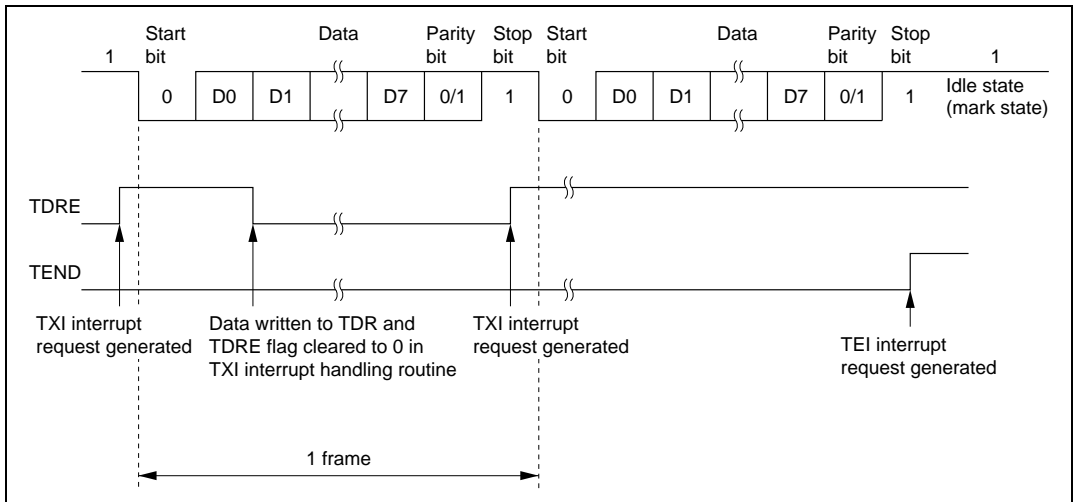 Start Data Parity Stop Start Data Parity Stop
1 bit bit bit bit bit bit 1
0 D0 D1 D7 0/1 1 0 D0 D1 D7 0/1 1 Idle state
(mark state)
TDRE
TEND
TXI interrupt
request generated
Data written to TDR and
TDRE flag cleared to 0 in
TXI interrupt handling routine
TXI interrupt
request generated
TEI interrupt
request generated
1 frame